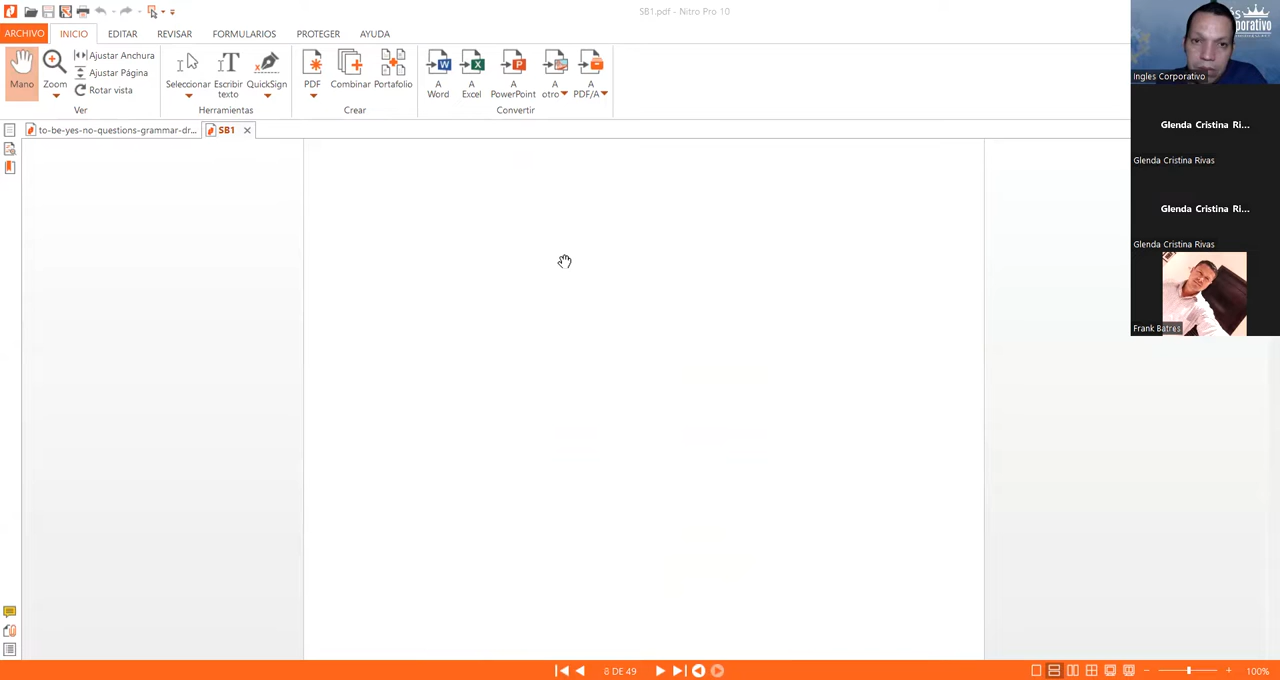 SB1.pdf - Nitro Pro 10
ARCHIVO INICIO EDITAR REVISAR FORMULARIOS PROTEGER AYUDA
Mano
Zoom
Ajustar Anchura
Ajustar Página
Rotar vista
Ver
Seleccionar
Escribir texto
QuickSign
Herramientas
PDF
Combinar
Portafolio
Crear
A Word
A Excel
A PowerPoint
A otro
PDF/A
Convertir
to-be-yes-no-questions-grammar-dr...
SB1
Ingles Corporativo
Glenda Cristina Ri...
Glenda Cristina Rivas
Glenda Cristina Ri...
Glenda Cristina Rivas
Frank Batres
6 DE 49
100%